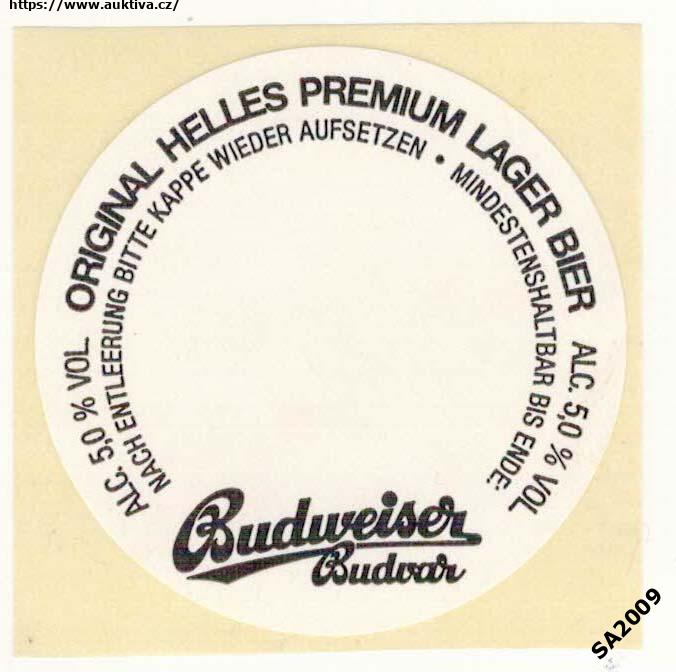 https://www.auktiva.cz/
ORIGINAL HELLES PREMIUM LAGER BIER
ALC. 5,0 % VOL.
NACH ENTLEERUNG BITTE KAPPE WIEDER AUFSETZEN • MINDESTENSHALTBAR BIS ENDE:
ALC. 5,0 % VOL
Budweiser
Budvar
SA2009